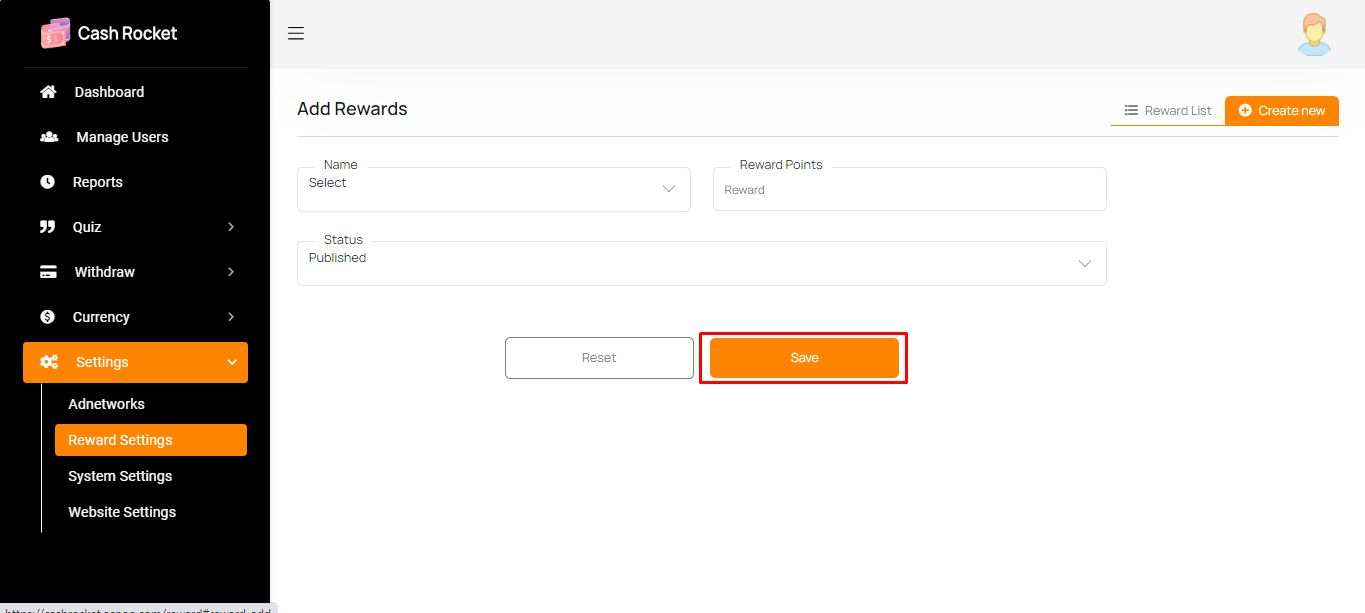 Cash Rocket
Dashboard
Manage Users
Reports
Quiz
Withdraw
Currency
Settings
Adnetworks
Reward Settings
System Settings
Website Settings
Add Rewards
Reward List
Create new
Name
Select
Reward Points
Reward
Status
Published
Reset
Save